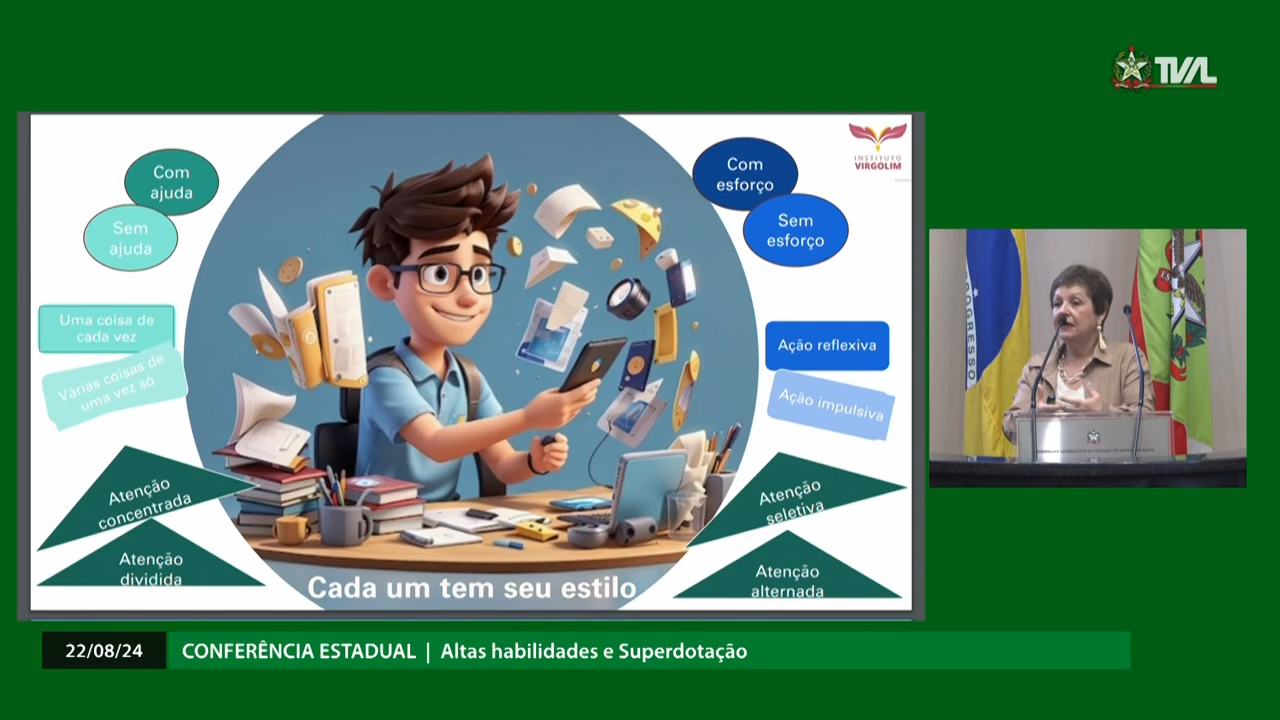 TVAL
INSTITUTO
VIRGOLIM
Com
ajuda
Sem
ajuda
Com
esforço
Sem
esforço
Uma coisa de
cada vez
Várias coisas de
uma vez só
Ação reflexiva
Ação impulsiva
Atenção
concentrada
Atenção
dividida
Atenção
seletiva
Atenção
alternada
Cada um tem seu estilo
ROGRESSO
22/08/24
CONFERÊNCIA ESTADUAL | Altas habilidades e Superdotação